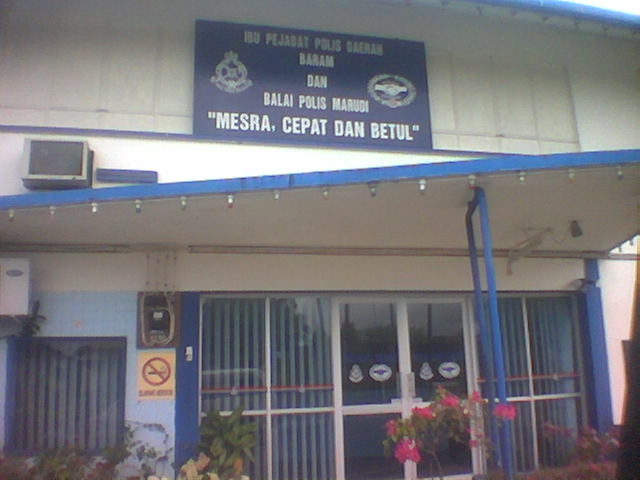 IBU PEJABAT POLIS DAERAH
BARAM
DAN
BALAI POLIS MARUDI
"MESRA, CEPAT DAN BETUL"